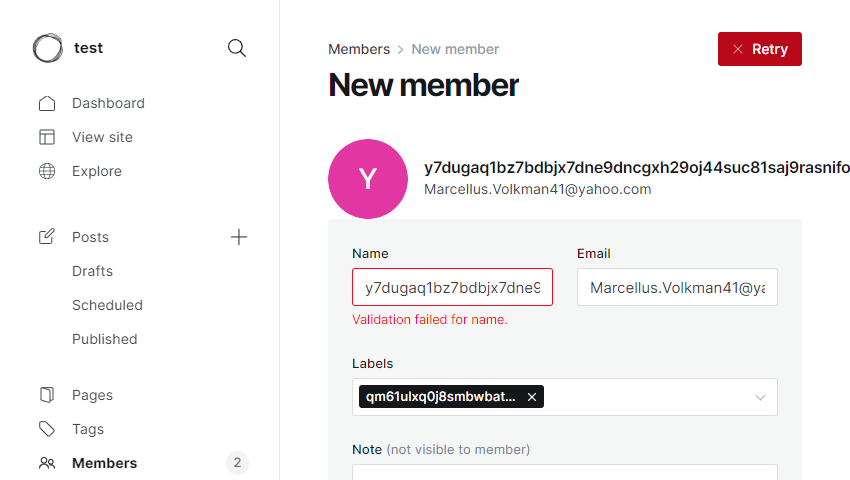 test
Dashboard
View site
Explore
Posts
Drafts
Scheduled
Published
Pages
Tags
Members 2
Members > New member
Retry
New member
Y
y7dugaq1bz7bdbjx7dne9dncgxh29oj44suc81saj9rasnifo
Marcellus.Volkman41@yahoo.com
Name
y7dugaq1bz7bdbjx7dne9
Validation failed for name.
Email
Marcellus.Volkman41@ya
Labels
qm61ulxq0j8smbwbat...
Note (not visible to member)